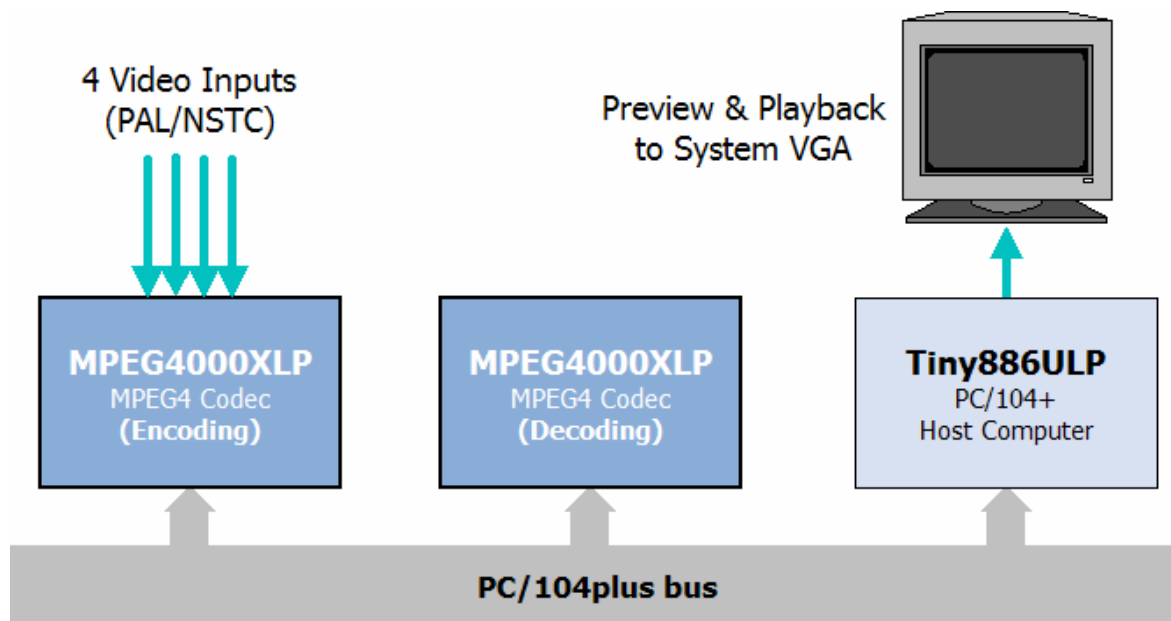 4 Video Inputs
(PAL/NSTC)
Preview & Playback
to System VGA
MPEG4000XLP
MPEG4 Codec
(Encoding)
MPEG4000XLP
MPEG4 Codec
(Decoding)
Tiny886ULP
PC/104+
Host Computer
PC/104plus bus